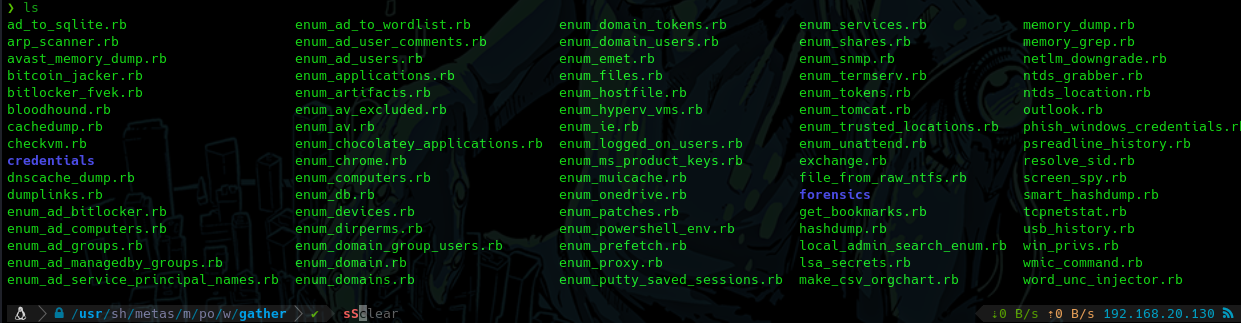 ❯ ls
ad_to_sqlite.rb enum_ad_to_wordlist.rb enum_domain_tokens.rb enum_services.rb memory_dump.rb
arp_scanner.rb enum_ad_user_comments.rb enum_domain_users.rb enum_shares.rb memory_grep.rb
avast_memory_dump.rb enum_ad_users.rb enum_emet.rb enum_snmp.rb netlm_downgrade.rb
bitcoin_jacker.rb enum_applications.rb enum_files.rb enum_termserv.rb ntds_grabber.rb
bitlocker_fvek.rb enum_artifacts.rb enum_hostfile.rb enum_tokens.rb ntds_location.rb
bloodhound.rb enum_av_excluded.rb enum_hyperv_vms.rb enum_tomcat.rb outlook.rb
cachedump.rb enum_av.rb enum_ie.rb enum_trusted_locations.rb phish_windows_credentials.rb
checkvm.rb enum_chocolatey_applications.rb enum_logged_on_users.rb enum_unattend.rb psreadline_history.rb
credentials enum_chrome.rb enum_ms_product_keys.rb exchange.rb resolve_sid.rb
dnscache_dump.rb enum_computers.rb enum_muicache.rb file_from_raw_ntfs.rb screen_spy.rb
dumplinks.rb enum_db.rb enum_onedrive.rb forensics smart_hashdump.rb
enum_ad_bitlocker.rb enum_devices.rb enum_patches.rb get_bookmarks.rb tcpnetstat.rb
enum_ad_computers.rb enum_dirperms.rb enum_powershell_env.rb hashdump.rb usb_history.rb
enum_ad_groups.rb enum_domain_group_users.rb enum_prefetch.rb local_admin_search_enum.rb win_privs.rb
enum_ad_managedby_groups.rb enum_domain.rb enum_proxy.rb lsa_secrets.rb wmic_command.rb
enum_ad_service_principal_names.rb enum_domains.rb enum_putty_saved_sessions.rb make_csv_orgchart.rb word_unc_injector.rb
/usr/sh/metas/m/po/w/gather ✔ sSclear ↓0 B/s ↑0 B/s 192.168.20.130